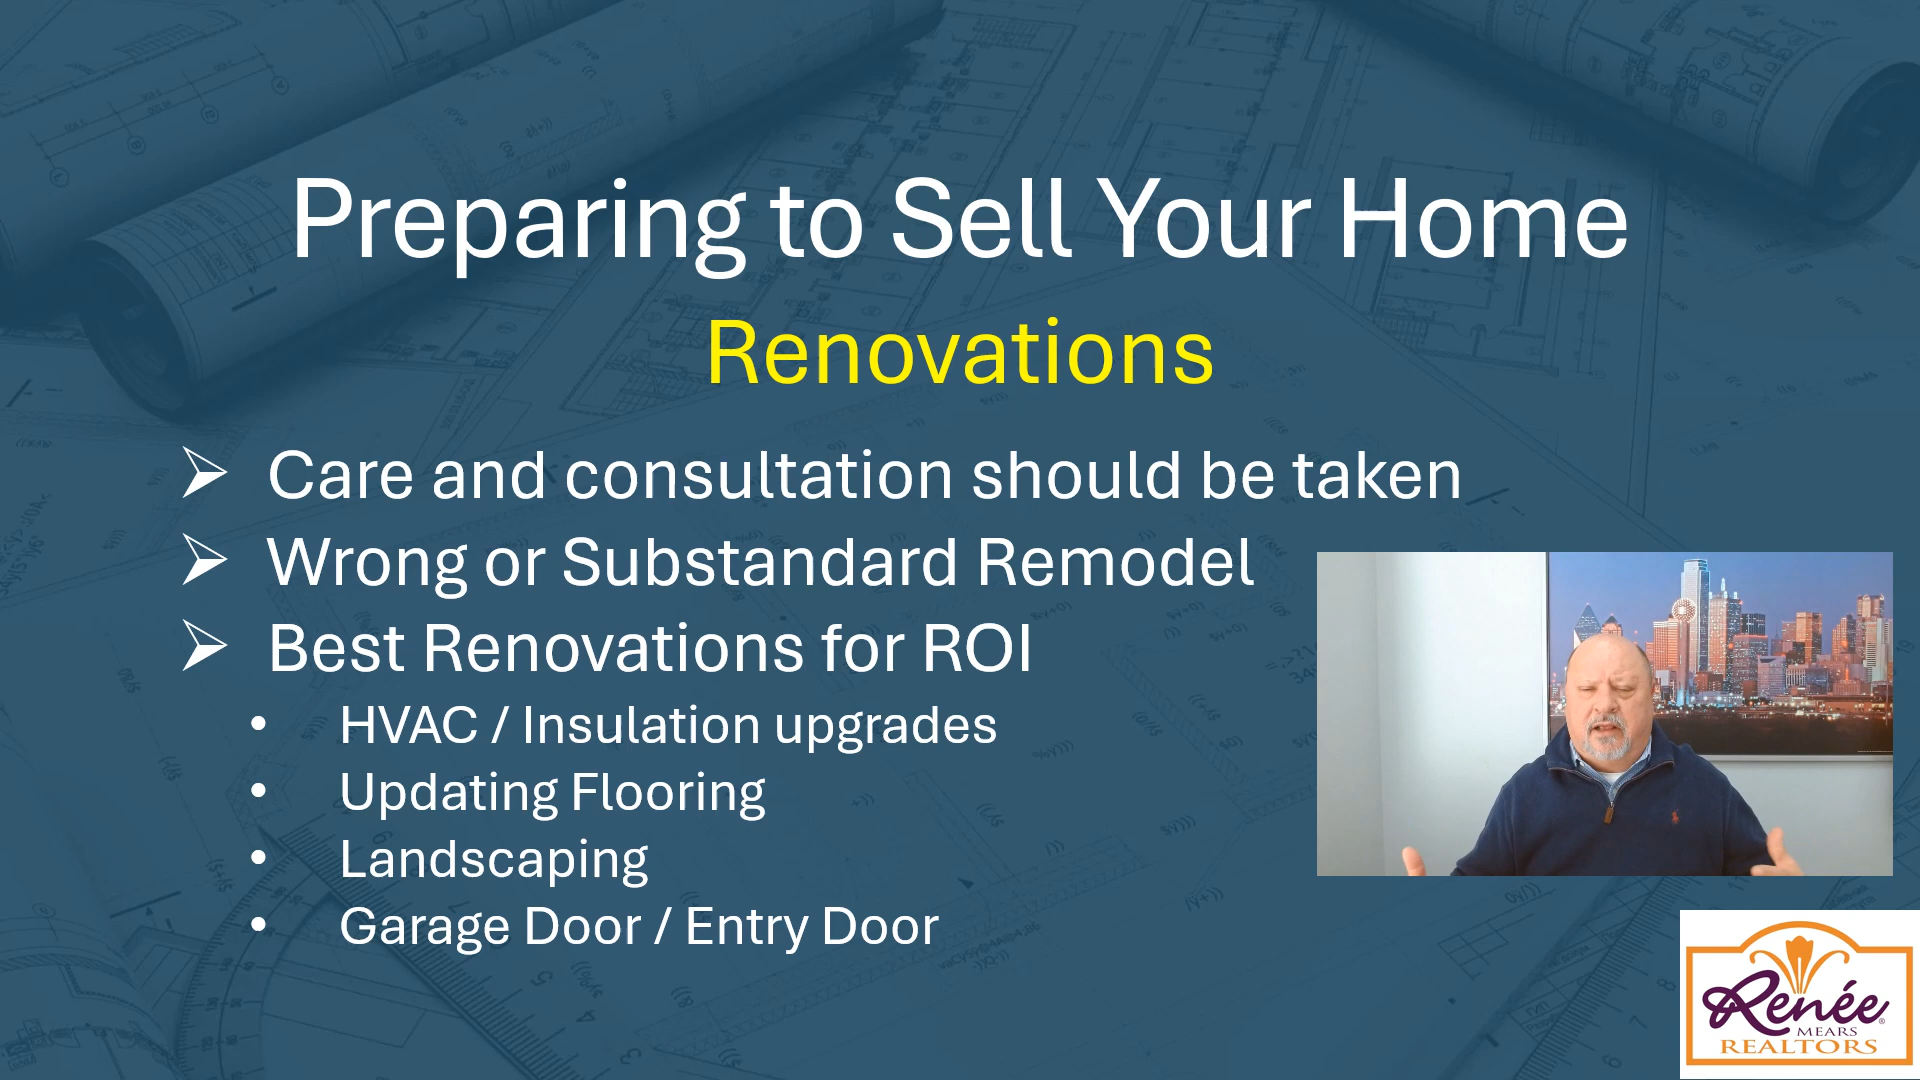 Preparing to Sell Your Home
Renovations
➢ Care and consultation should be taken
➢ Wrong or Substandard Remodel
➢ Best Renovations for ROI
• HVAC / Insulation upgrades
• Updating Flooring
• Landscaping
• Garage Door / Entry Door
Renée®
MEARS
REALTORS